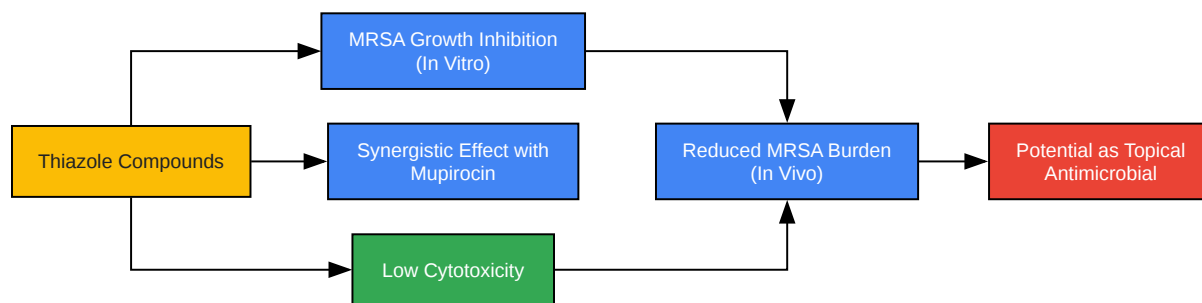 MRSA Growth Inhibition
(In Vitro)
Thiazole Compounds
Synergistic Effect with
Mupirocin
Reduced MRSA Burden
(In Vivo)
Potential as Topical
Antimicrobial
Low Cytotoxicity